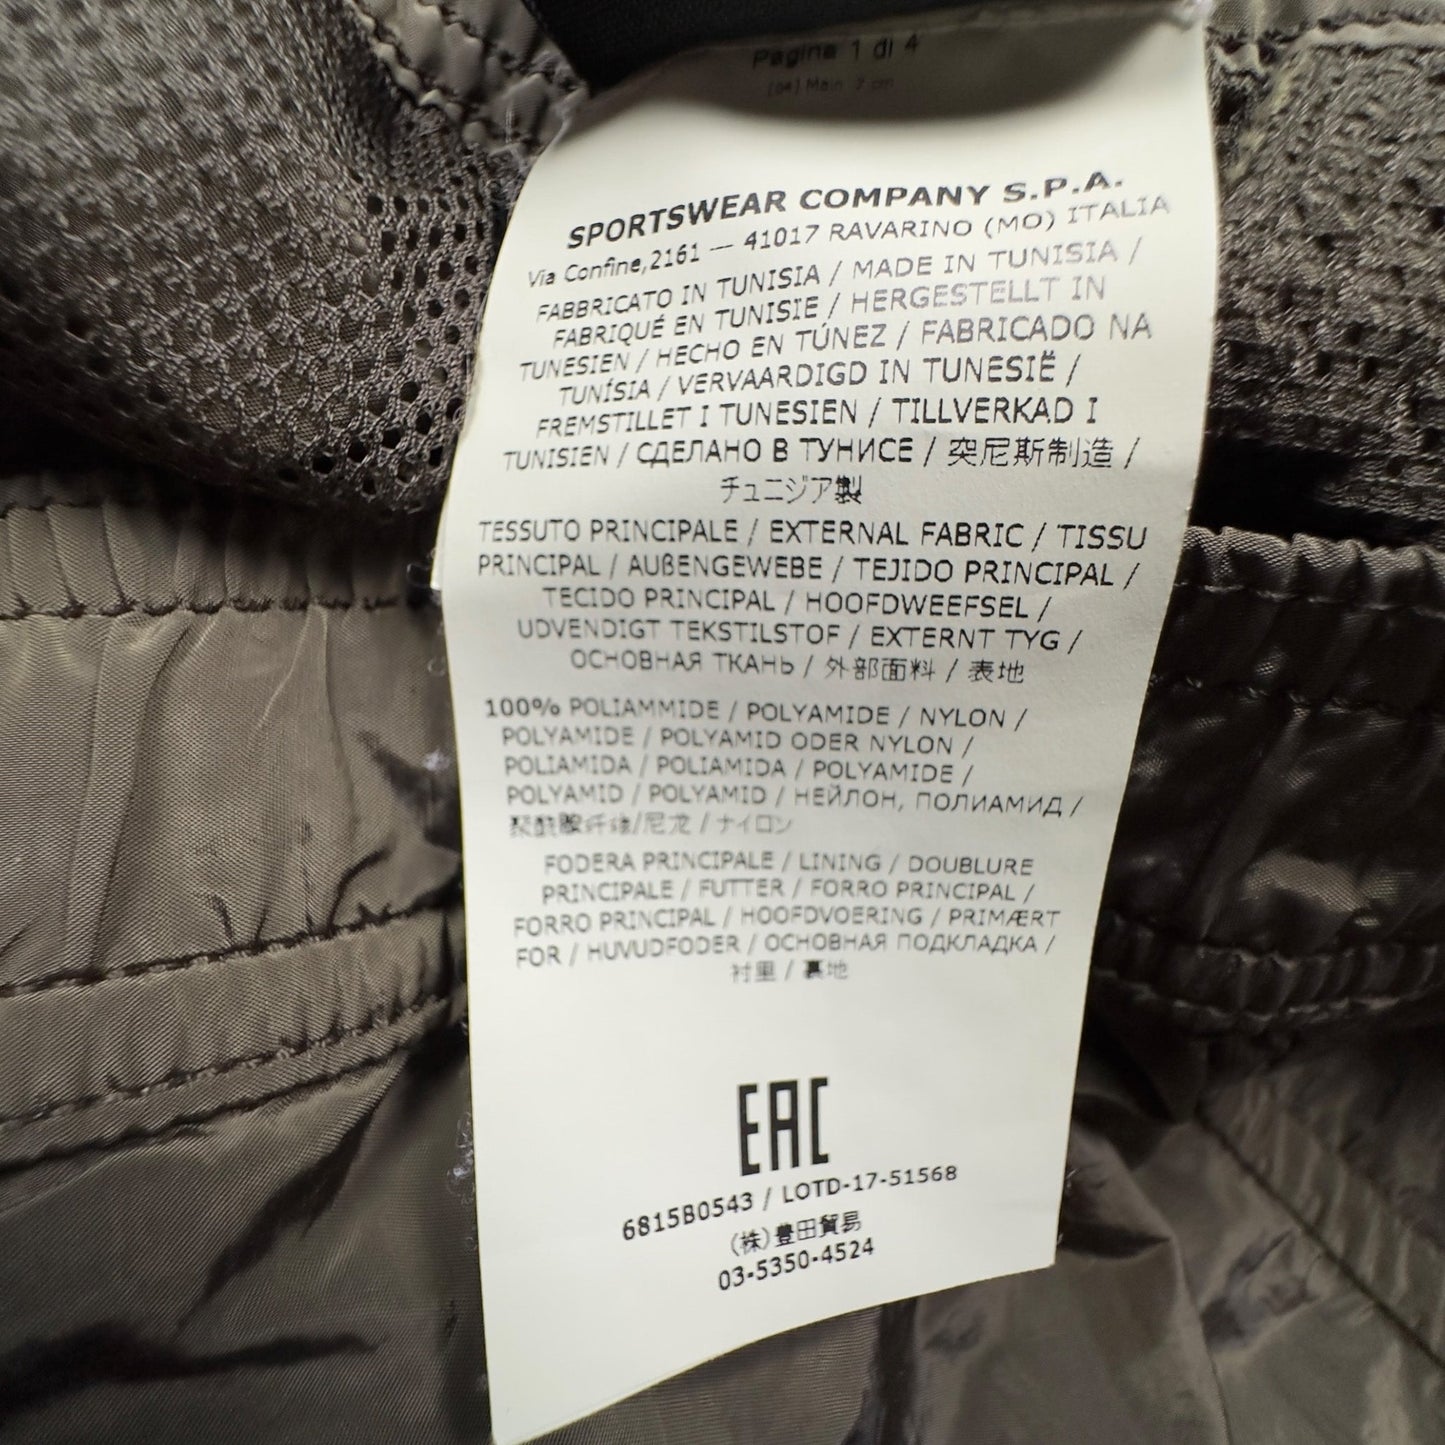 Pagina 1 di 4
(04) Main 7 cm
SPORTSWEAR COMPANY S.P.A.
Via Confine,2161 — 41017 RAVARINO (MO) ITALIA
FABBRICATO IN TUNISIA / MADE IN TUNISIA /
FABRIQUÉ EN TUNISIE / HERGESTELLT IN
TUNESIEN / HECHO EN TÚNEZ / FABRICADO NA
TUNÍSIA / VERVAARDIGD IN TUNESIË /
FREMSTILLET I TUNESIEN / TILLVERKAD I
TUNISIEN / СДЕЛАНО В ТУНИСЕ / 突尼斯制造 /
チュニジア製
TESSUTO PRINCIPALE / EXTERNAL FABRIC / TISSU
PRINCIPAL / AUßENGEWEBE / TEJIDO PRINCIPAL /
TECIDO PRINCIPAL / HOOFDWEEFSEL /
UDVENDIGT TEKSTILSTOF / EXTERNT TYG /
ОСНОВНАЯ ТКАНЬ / 外部面料 / 表地
100% POLIAMMIDE / POLYAMIDE / NYLON /
POLYAMIDE / POLYAMID ODER NYLON /
POLIAMIDA / POLIAMIDA / POLYAMIDE /
POLYAMID / POLYAMID / НЕЙЛОН, ПОЛИАМИД /
聚酰胺纤维/尼龙 / ナイロン
FODERA PRINCIPALE / LINING / DOUBLURE
PRINCIPALE / FUTTER / FORRO PRINCIPAL /
FORRO PRINCIPAL / HOOFDVOERING / PRIMÆRT
FOR / HUVUDFODER / ОСНОВНАЯ ПОДКЛАДКА /
衬里 / 裏地
EAC
6815B0543 / LOTD-17-51568
(株)豊田貿易
03-5350-4524